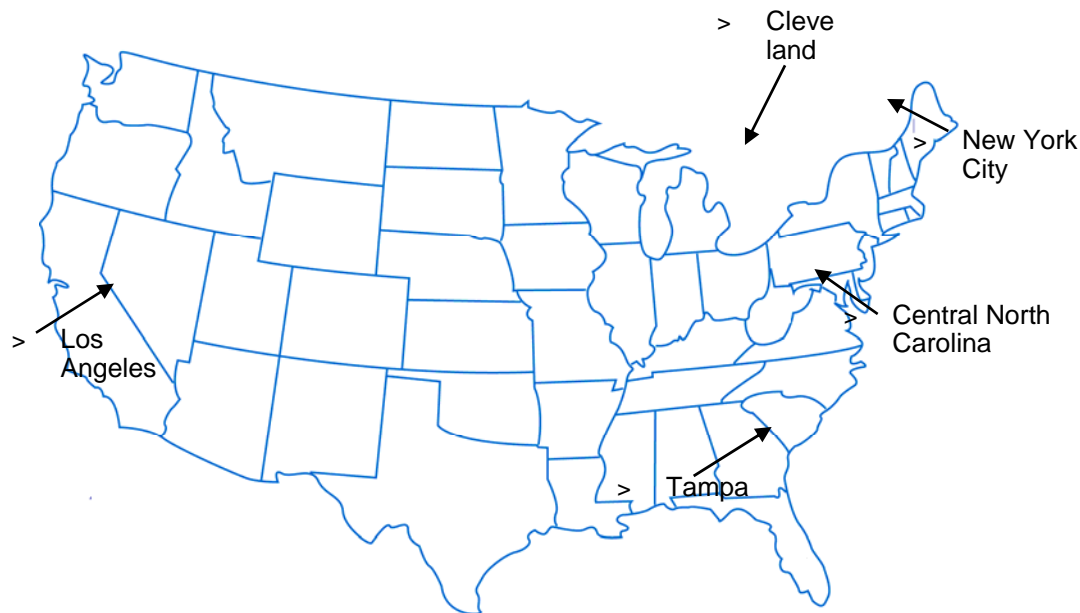 > Cleve
land
> New York
City
> Central North
Carolina
> Los
Angeles
> Tampa